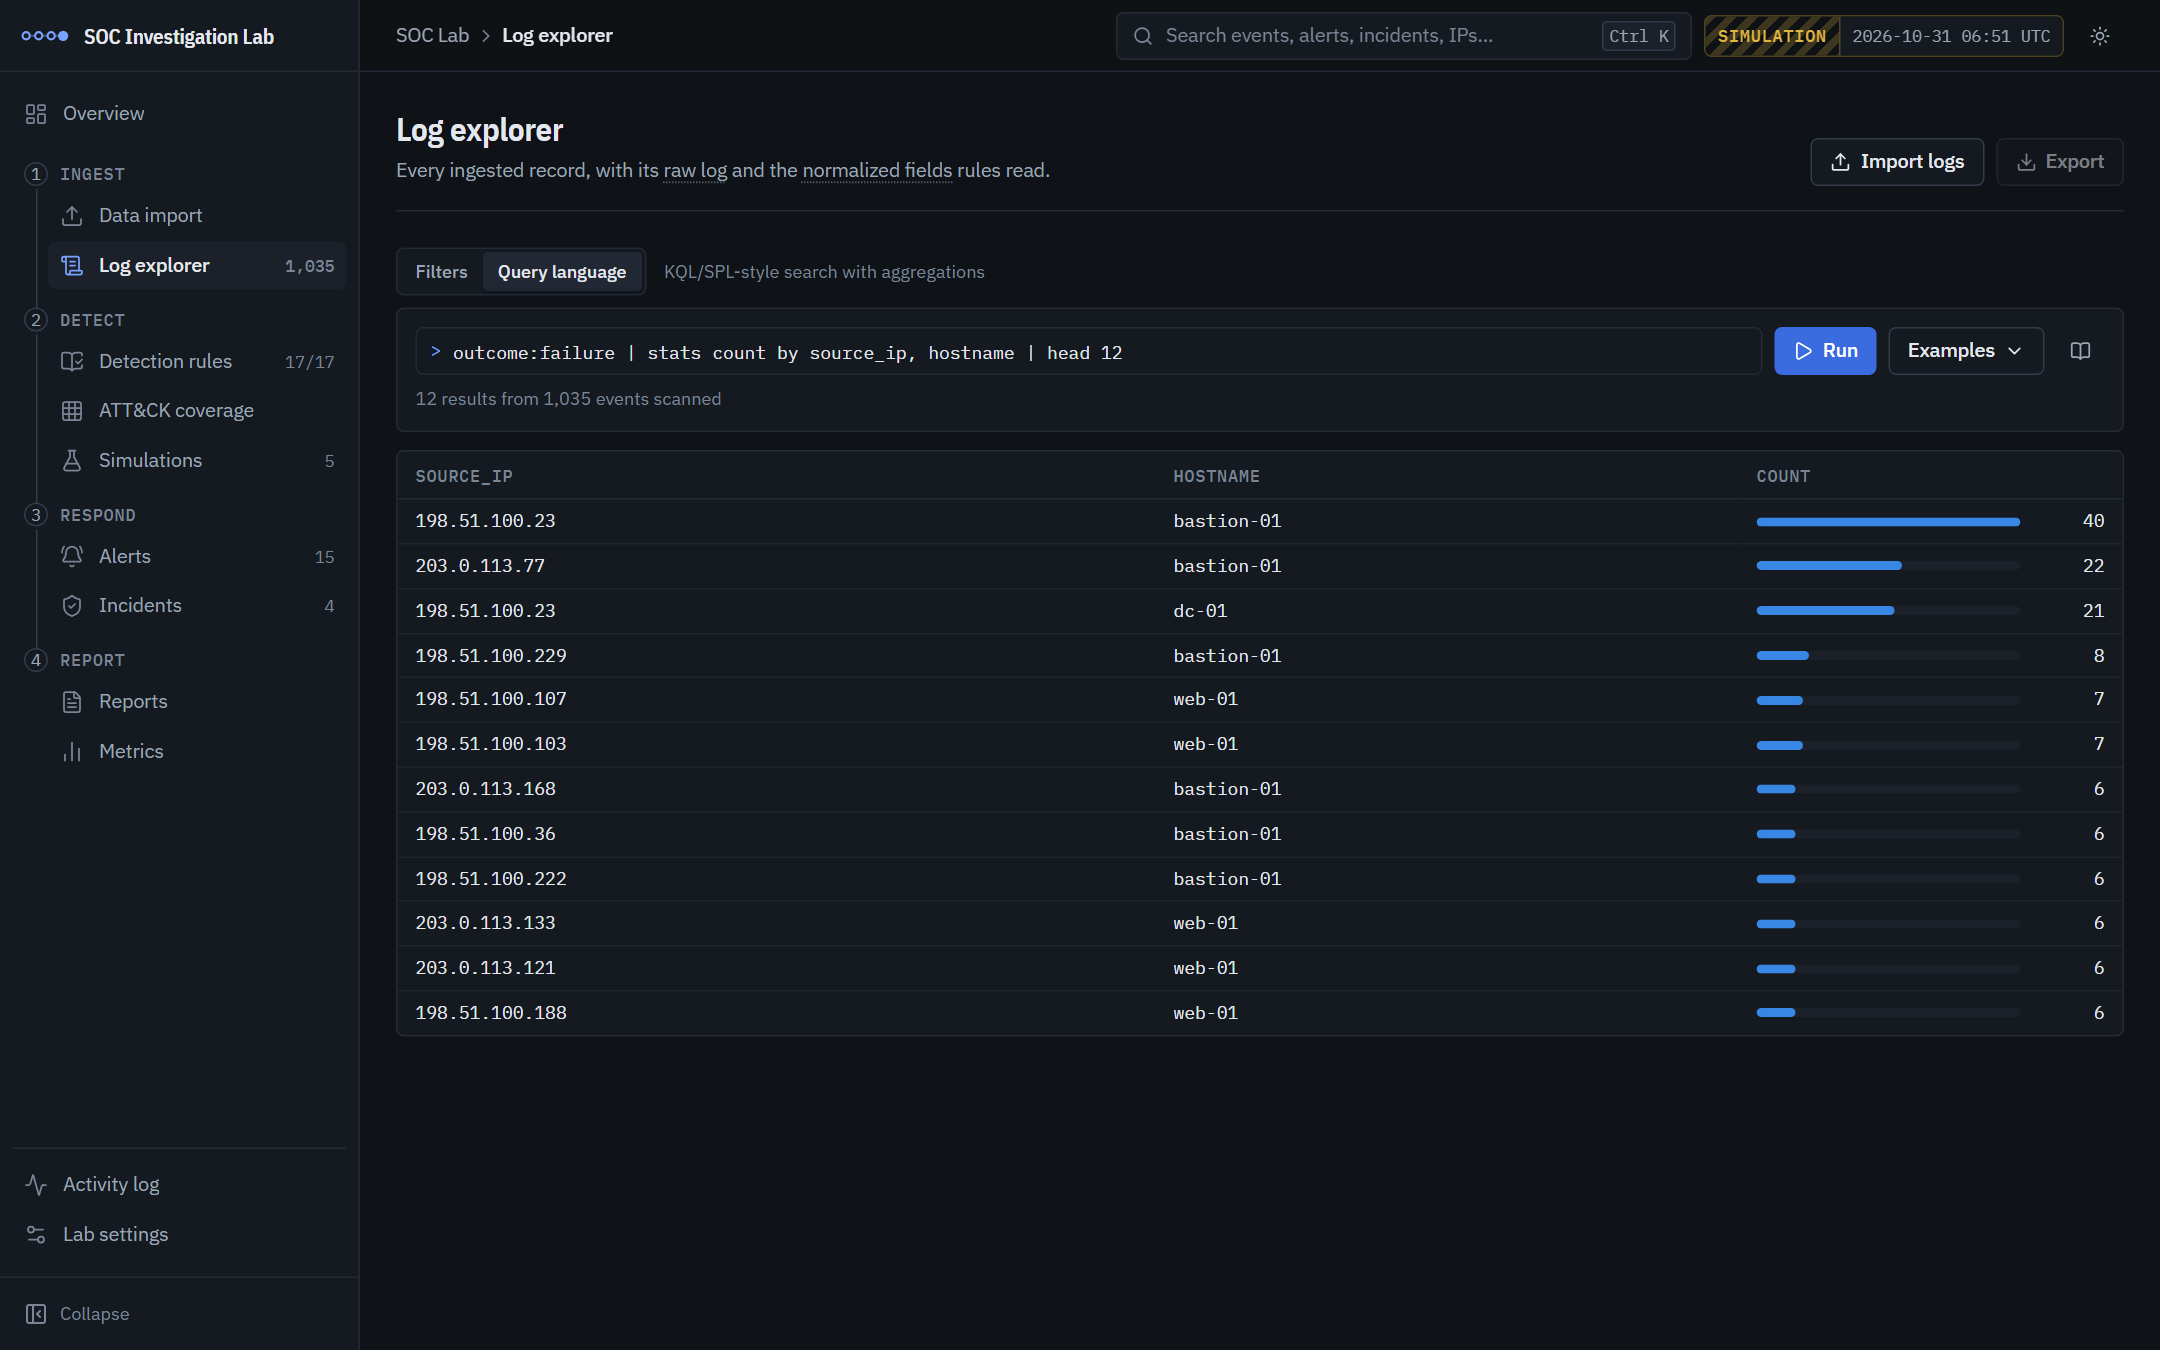 SOC Investigation Lab
SOC Lab > Log explorer
Search events, alerts, incidents, IPs...
Ctrl K
SIMULATION
2026-10-31 06:51 UTC
Overview
1 INGEST
Data import
Log explorer 1,035
2 DETECT
Detection rules 17/17
ATT&CK coverage
Simulations 5
3 RESPOND
Alerts 15
Incidents 4
4 REPORT
Reports
Metrics
Activity log
Lab settings
Collapse
Log explorer
Every ingested record, with its raw log and the normalized fields rules read.
Import logs
Export
Filters
Query language
KQL/SPL-style search with aggregations
> outcome:failure | stats count by source_ip, hostname | head 12
Run
Examples
12 results from 1,035 events scanned
SOURCE_IP HOSTNAME COUNT
198.51.100.23 bastion-01 40
203.0.113.77 bastion-01 22
198.51.100.23 dc-01 21
198.51.100.229 bastion-01 8
198.51.100.107 web-01 7
198.51.100.103 web-01 7
203.0.113.168 bastion-01 6
198.51.100.36 bastion-01 6
198.51.100.222 bastion-01 6
203.0.113.133 web-01 6
203.0.113.121 web-01 6
198.51.100.188 web-01 6